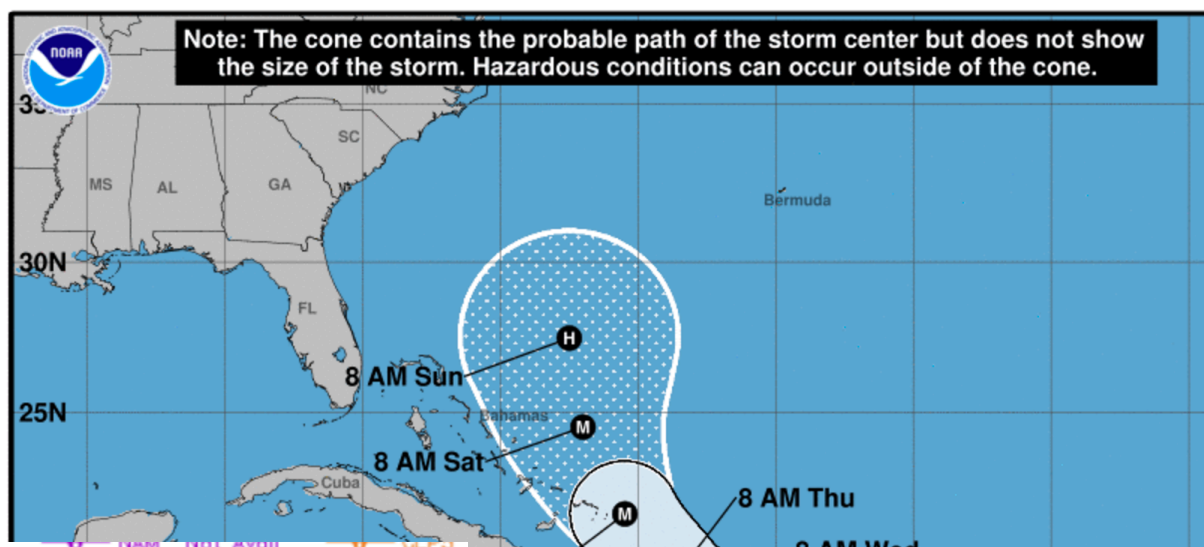 Note: The cone contains the probable path of the storm center but does not show
the size of the storm. Hazardous conditions can occur outside of the cone.
NOAA
NC
SC
MS
AL
GA
Bermuda
30N
FL
H
8 AM Sun
25N
Bahamas
M
8 AM Sat
Cuba
8 AM Thu
M